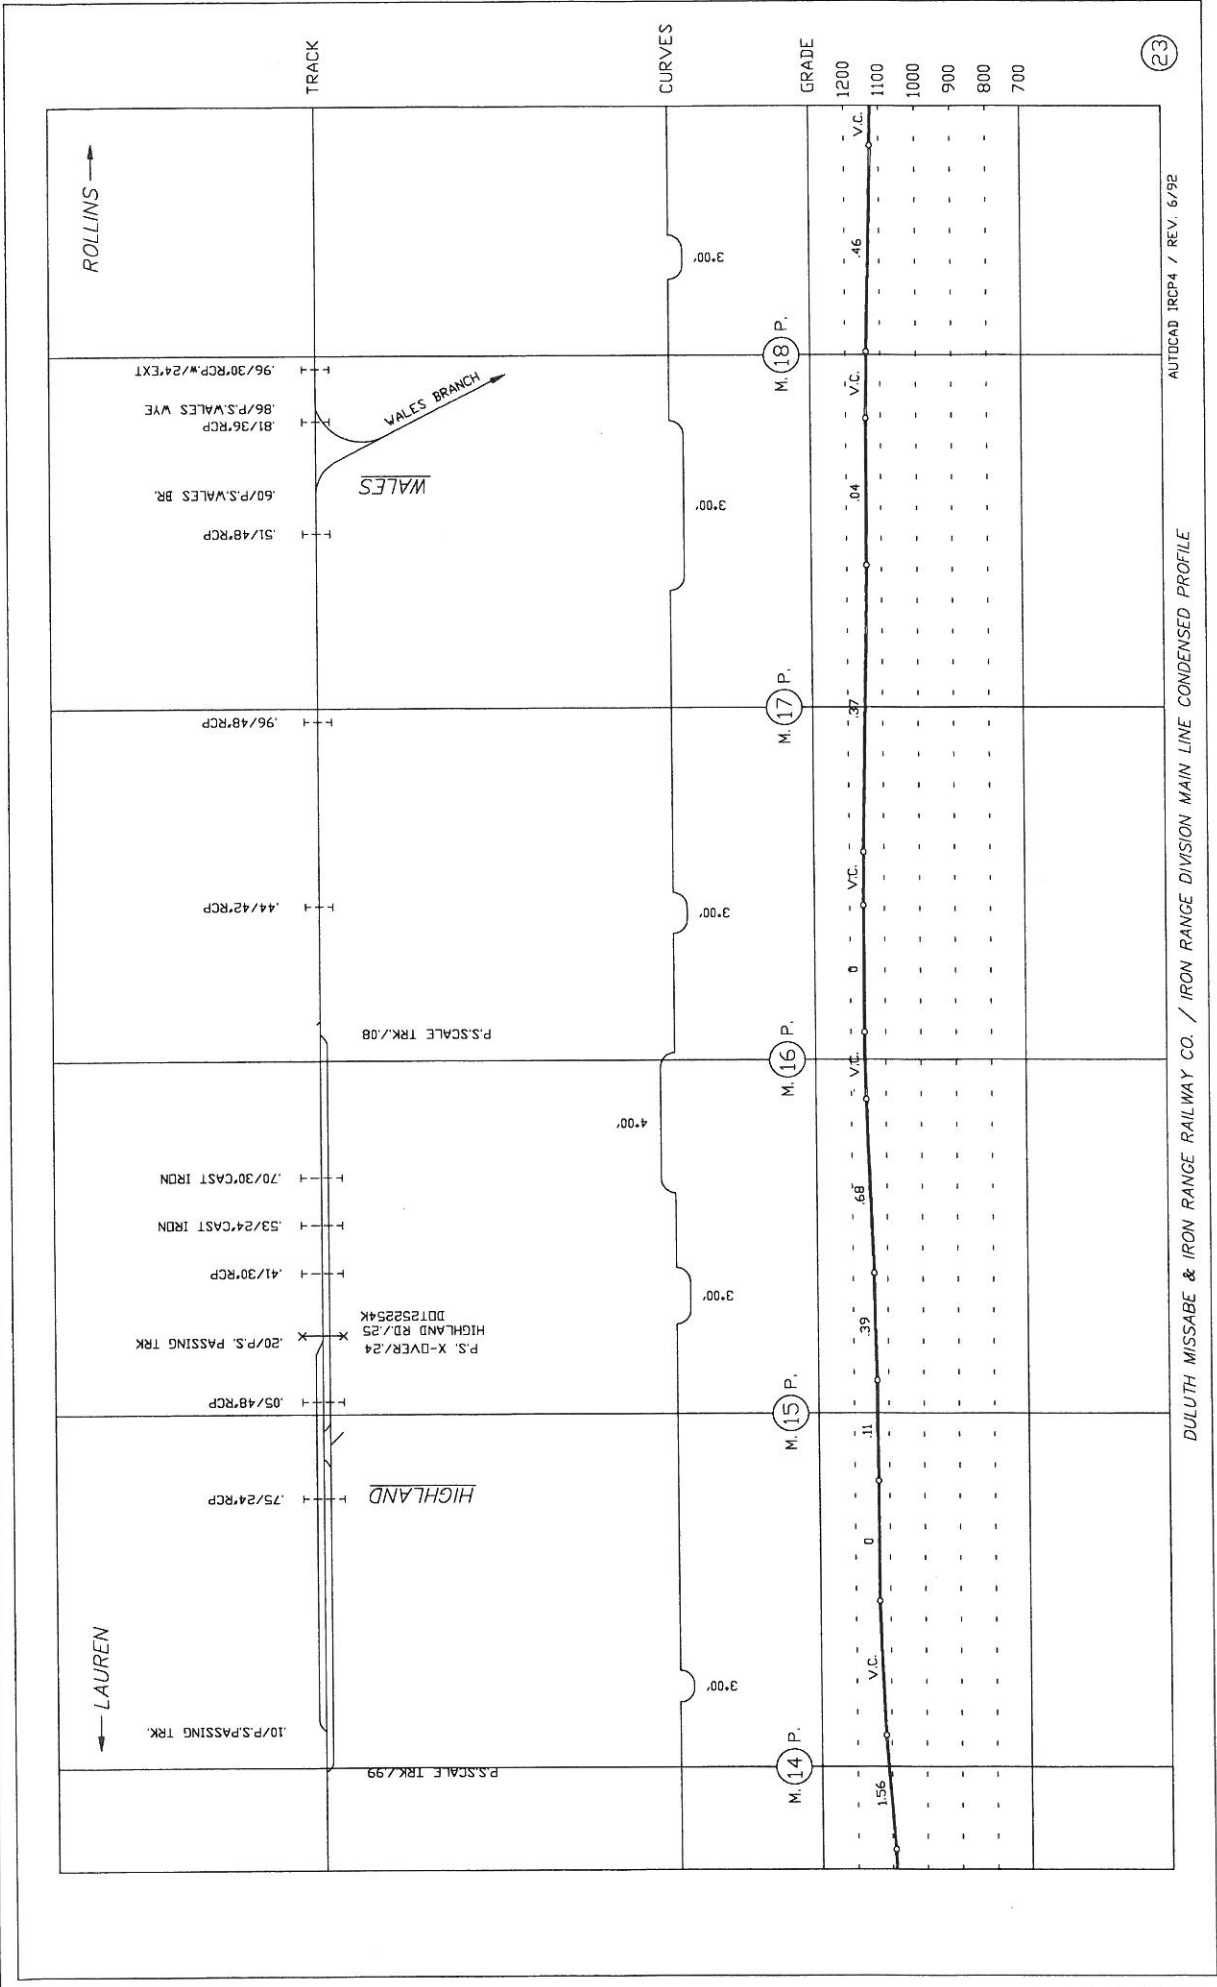 ← LAUREN
ROLLINS →
.10/P.S.PASSING TRK.
.75/24"RCP
.05/48"RCP
.20/P.S. PASSING TRK
.41/30"RCP
.53/24"CAST IRON
.70/30"CAST IRON
.44/42"RCP
.96/48"RCP
.51/48"RCP
.60/P.S.WALES BR.
.81/36"RCP
.86/P.S.WALES WYE
.96/30"RCP.w/24"EXT
TRACK
P.S.SCALE TRK./.99
HIGHLAND
P.S. X-OVER/.24
HIGHLAND RD./.25
DOT252254K
P.S.SCALE TRK./.08
WALES
WALES BRANCH
CURVES
3°00'
3°00'
4°00'
3°00'
3°00'
3°00'
M. 14 P.
M. 15 P.
M. 16 P.
M. 17 P.
M. 18 P.
GRADE
1200
1100
1000
900
800
700
1.56
V.C.
0
.11
.39
.68
V.C.
0
V.C.
.37
.04
V.C.
.46
V.C.
AUTOCAD IRCP4 / REV. 6/92
DULUTH MISSABE & IRON RANGE RAILWAY CO. / IRON RANGE DIVISION MAIN LINE CONDENSED PROFILE
23